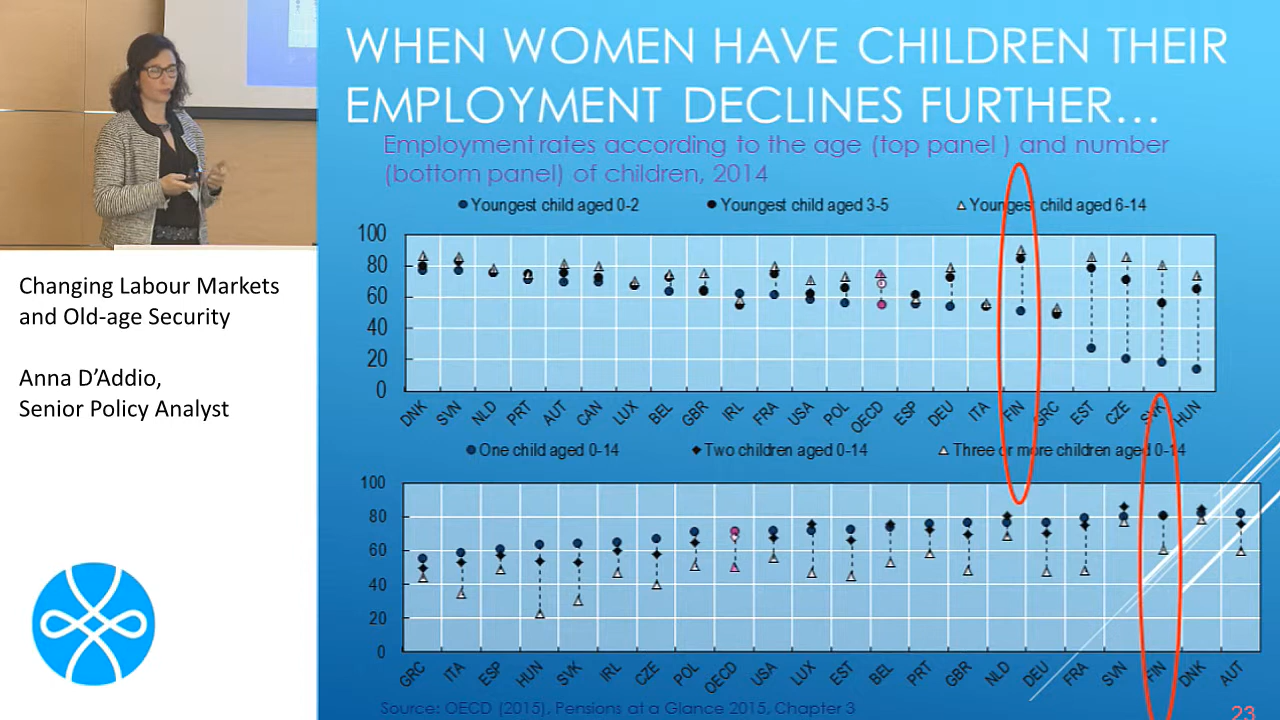 WHEN WOMEN HAVE CHILDREN THEIR
EMPLOYMENT DECLINES FURTHER…
Employment rates according to the age (top panel ) and number
(bottom panel) of children, 2014
Youngest child aged 0-2 Youngest child aged 3-5 Youngest child aged 6-14
100
80
60
40
20
0
DNK SVN NLD PRT AUT CAN LUX BEL GBR IRL FRA USA POL OECD ESP DEU ITA FIN GRC EST CZE SVK HUN
One child aged 0-14 Two children aged 0-14 Three or more children aged 0-14
100
80
60
40
20
0
GRC ITA ESP HUN SVK IRL CZE POL OECD USA LUX EST BEL PRT GBR NLD DEU FRA SVN FIN DNK AUT
Source: OECD (2015), Pensions at a Glance 2015, Chapter 3
23
Changing Labour Markets
and Old-age Security
Anna D’Addio,
Senior Policy Analyst